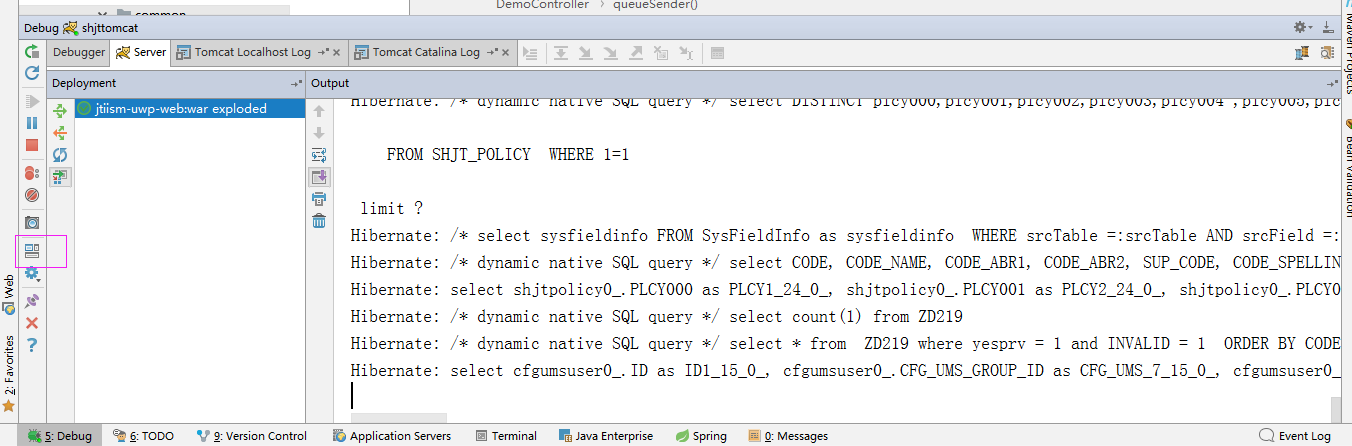 common
DemoController › queueSender()
Debug shjttomcat
Debugger Server Tomcat Localhost Log Tomcat Catalina Log
Deployment
Output
jtiism-uwp-web:war exploded
Hibernate: /* dynamic native SQL query */ select DISTINCT plcy000,plcy001,plcy002,plcy003,plcy004 ,plcy005,plc
FROM SHJT_POLICY WHERE 1=1
limit ?
Hibernate: /* select sysfieldinfo FROM SysFieldInfo as sysfieldinfo WHERE srcTable =:srcTable AND srcField =:
Hibernate: /* dynamic native SQL query */ select CODE, CODE_NAME, CODE_ABR1, CODE_ABR2, SUP_CODE, CODE_SPELLIN
Hibernate: select shjtpolicy0_.PLCY000 as PLCY1_24_0_, shjtpolicy0_.PLCY001 as PLCY2_24_0_, shjtpolicy0_.PLCY0
Hibernate: /* dynamic native SQL query */ select count(1) from ZD219
Hibernate: /* dynamic native SQL query */ select * from ZD219 where yesprv = 1 and INVALID = 1 ORDER BY CODE
Hibernate: select cfgumsuser0_.ID as ID1_15_0_, cfgumsuser0_.CFG_UMS_GROUP_ID as CFG_UMS_7_15_0_, cfgumsuser0_
Web
2: Favorites
Maven Projects
Bean Validation
5: Debug 6: TODO 9: Version Control Application Servers Terminal Java Enterprise Spring 0: Messages Event Log